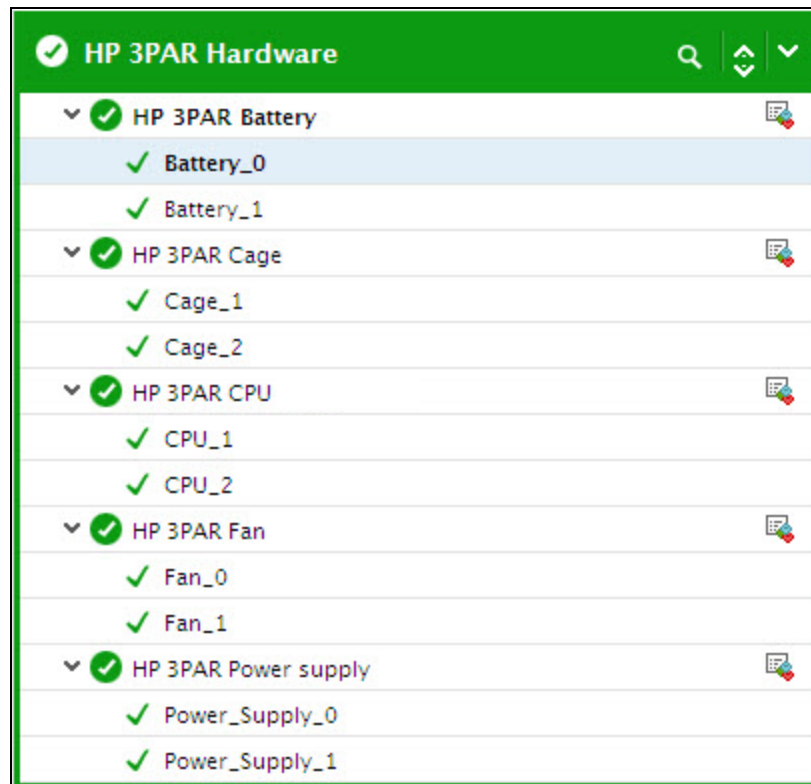 HP 3PAR Hardware
HP 3PAR Battery
Battery_0
Battery_1
HP 3PAR Cage
Cage_1
Cage_2
HP 3PAR CPU
CPU_1
CPU_2
HP 3PAR Fan
Fan_0
Fan_1
HP 3PAR Power supply
Power_Supply_0
Power_Supply_1